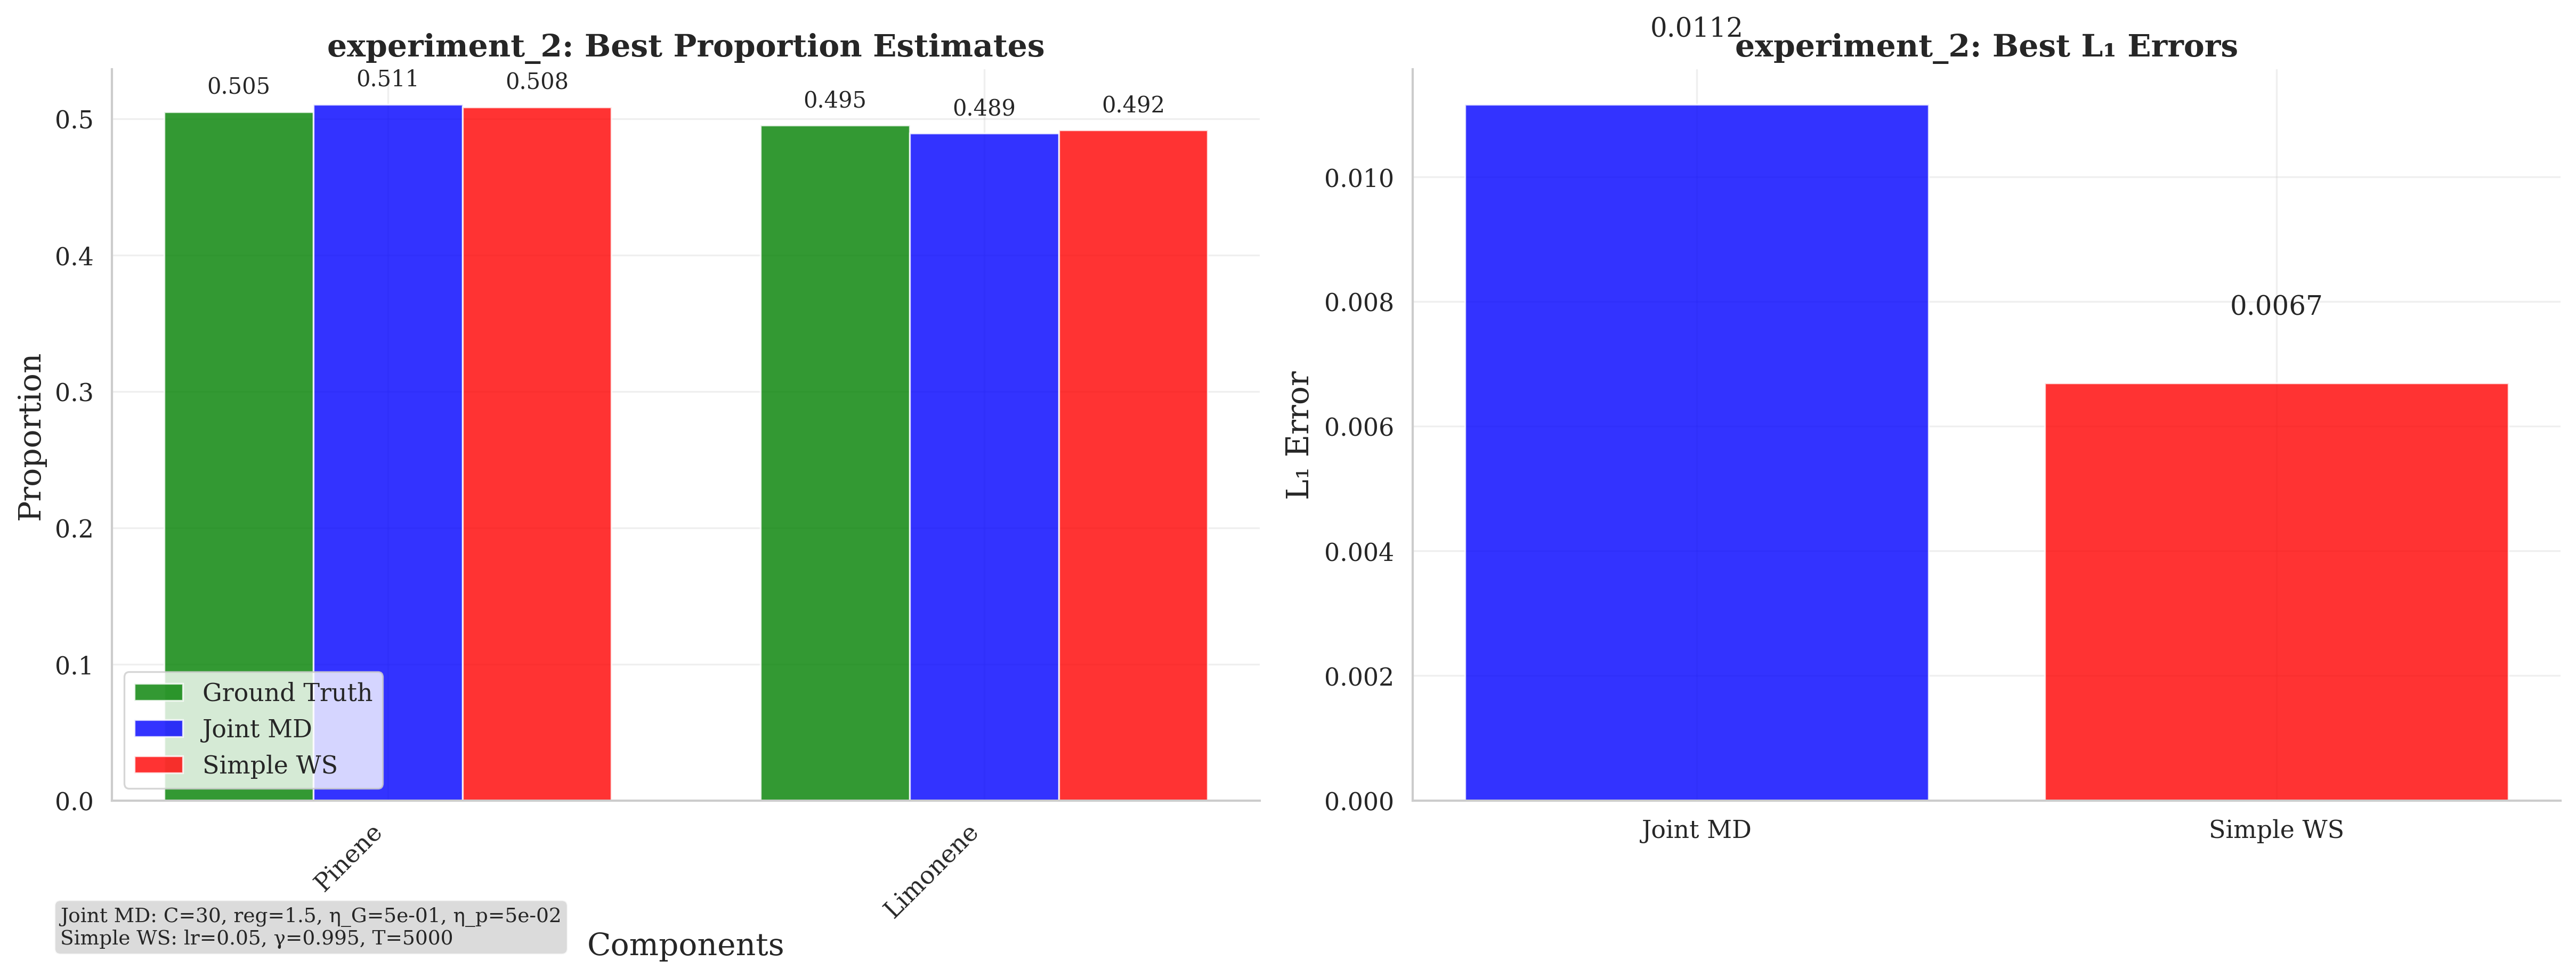 experiment_2: Best Proportion Estimates
0.505
0.511
0.508
0.495
0.489
0.492
Proportion
0.5
0.4
0.3
0.2
0.1
0.0
Ground Truth
Joint MD
Simple WS
Pinene
Limonene
Components
Joint MD: C=30, reg=1.5, η_G=5e-01, η_p=5e-02
Simple WS: lr=0.05, γ=0.995, T=5000
0.0112
experiment_2: Best L₁ Errors
0.0067
L₁ Error
0.010
0.008
0.006
0.004
0.002
0.000
Joint MD
Simple WS